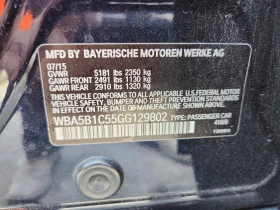 MFD BY BAYERISCHE MOTOREN WERKE AG
07/15
GVWR 5181 lbs 2350 kg
GAWR FRONT 2491 lbs 1130 kg
GAWR REAR 2910 lbs 1320 kg
THIS VEHICLE CONFORMS TO ALL APPLICABLE U.S. FEDERAL MOTOR
VEHICLE SAFETY, BUMPER, AND THEFT PREVENTION STANDARDS
IN EFFECT ON THE DATE OF MANUFACTURE SHOWN ABOVE.
WBA5B1C55GG129802 TYPE: PASSENGER CAR